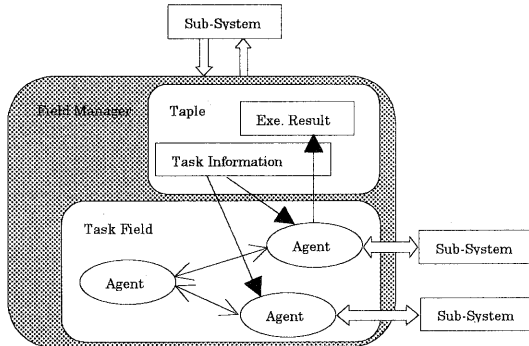 Sub-System
Field Manager
Taple
Exe. Result
Task Information
Task Field
Agent
Sub-System
Agent
Agent
Sub-System